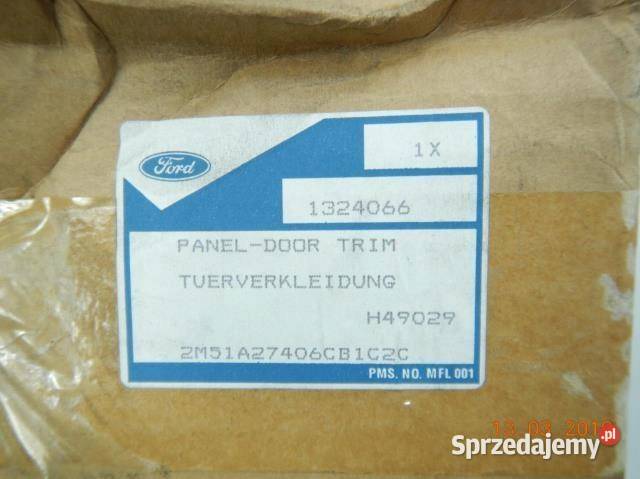 Ford
1X
1324066
PANEL-DOOR TRIM
TUERVERKLEIDUNG
H49029
2M51A27406CB1C2C
PMS. NO. MFL 001
Sprzedajemy.pl